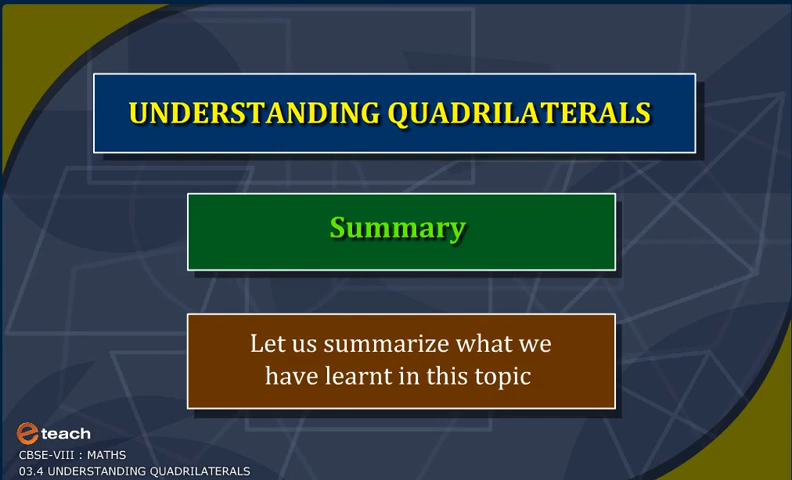 UNDERSTANDING QUADRILATERALS
Summary
Let us summarize what we
have learnt in this topic
e teach
CBSE-VIII : MATHS
03.4 UNDERSTANDING QUADRILATERALS